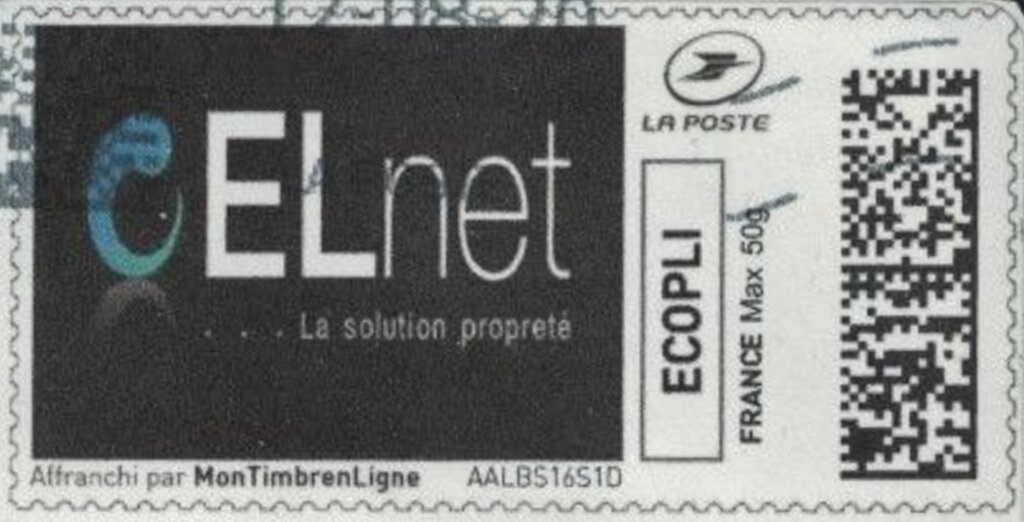 ELnet
. . . La solution propreté
Affranchi par MonTimbrenLigne AALBS16S1D
LA POSTE
ECOPLI
FRANCE Max 50g